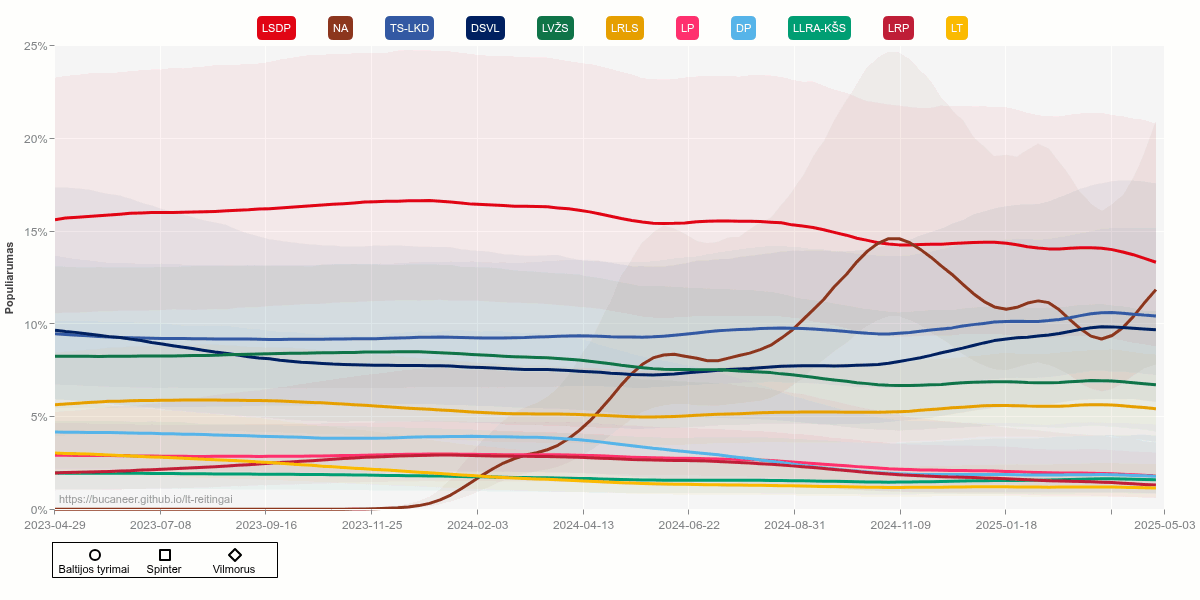 LSDP NA TS-LKD DSVL LVŽS LRLS LP DP LLRA-KŠS LRP LT
25%
20%
15%
10%
5%
0%
Populiarumas
https://bucaneer.github.io/lt-reitingai
2023-04-29 2023-07-08 2023-09-16 2023-11-25 2024-02-03 2024-04-13 2024-06-22 2024-08-31 2024-11-09 2025-01-18 2025-05-03
Baltijos tyrimai Spinter Vilmorus